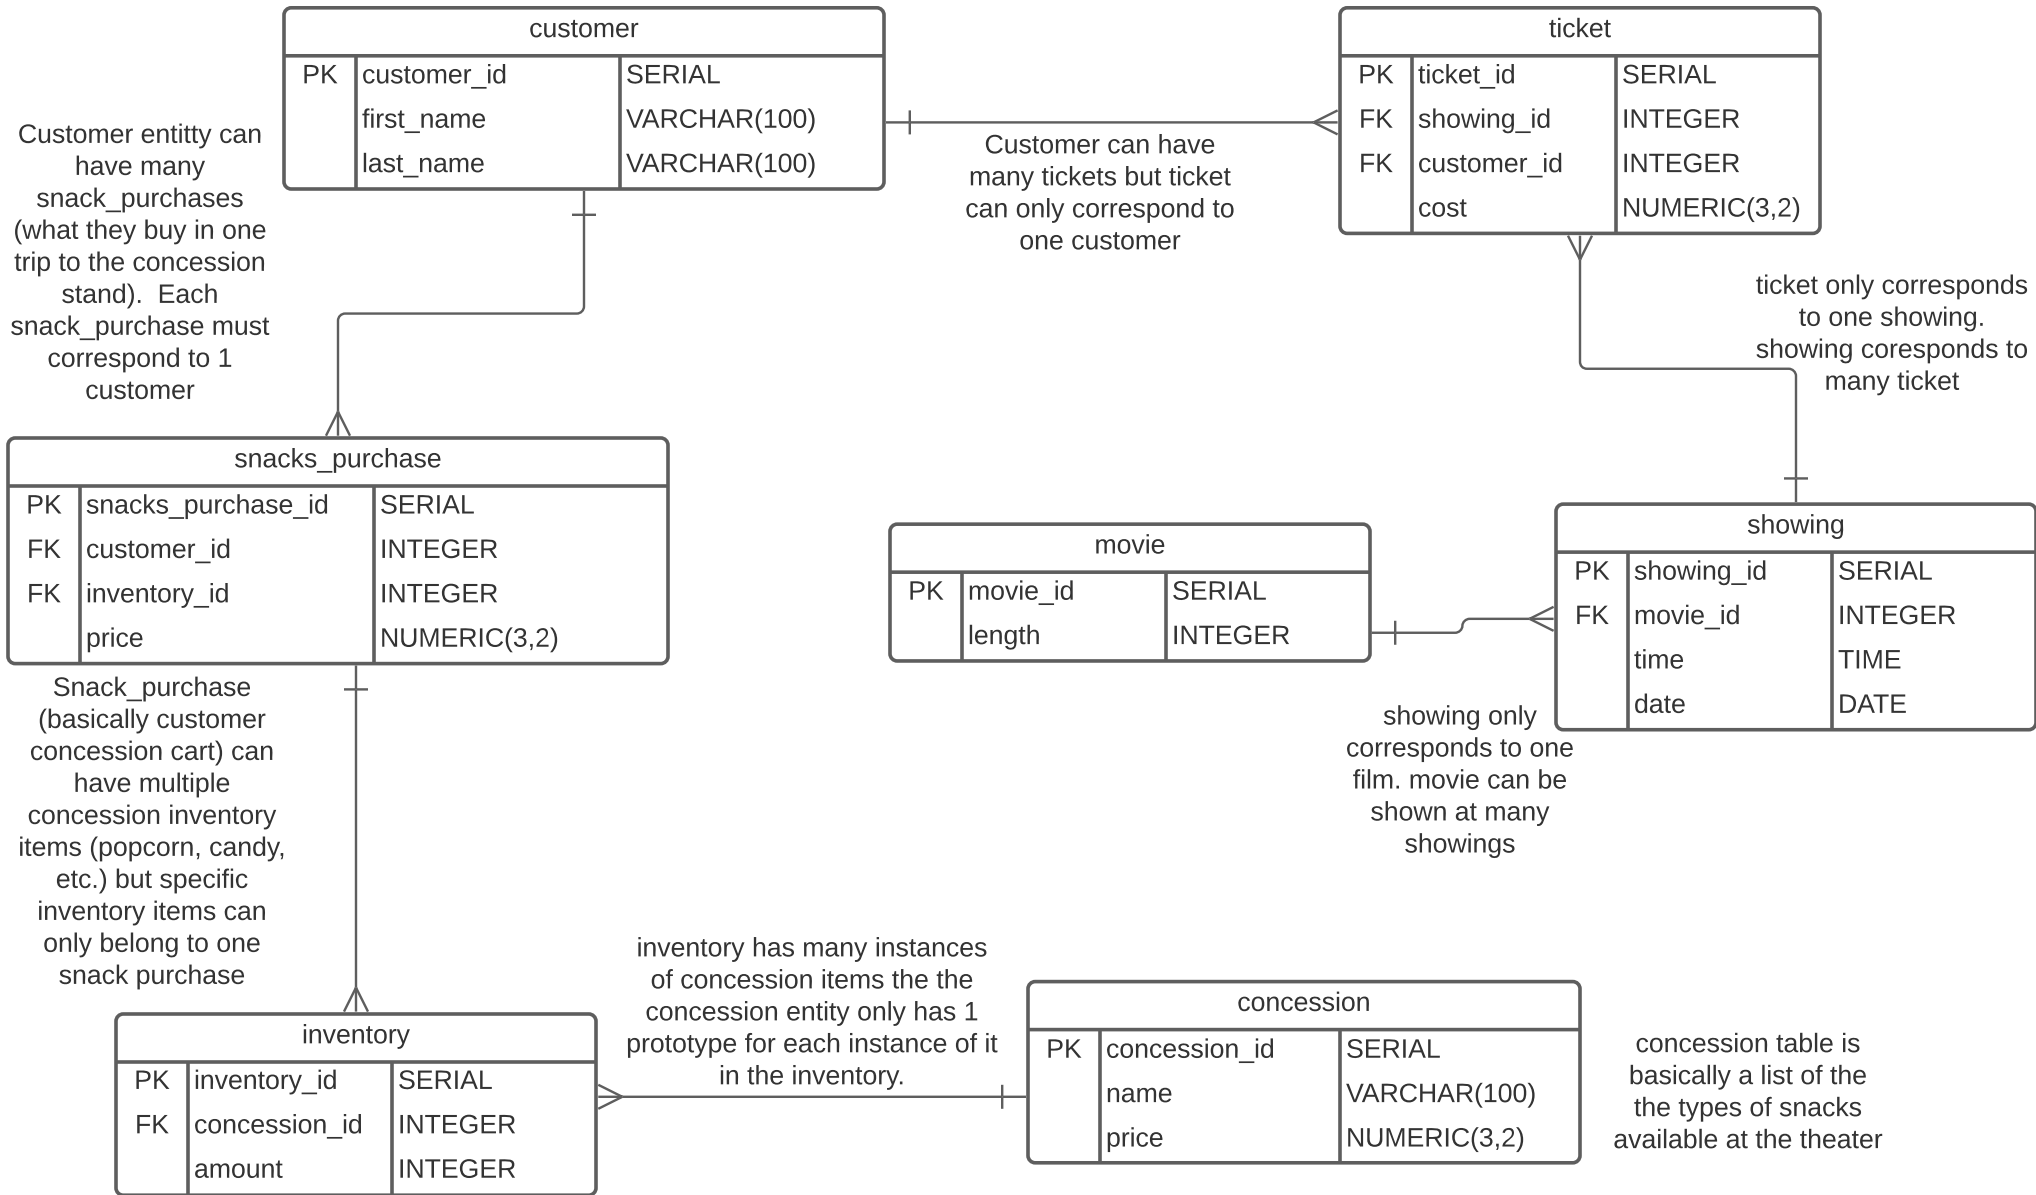 customer
PK customer_id SERIAL
first_name VARCHAR(100)
last_name VARCHAR(100)
ticket
PK ticket_id SERIAL
FK showing_id INTEGER
FK customer_id INTEGER
cost NUMERIC(3,2)
Customer entitty can
have many
snack_purchases
(what they buy in one
trip to the concession
stand).  Each
snack_purchase must
correspond to 1
customer
Customer can have
many tickets but ticket
can only correspond to
one customer
ticket only corresponds
to one showing.
showing coresponds to
many ticket
snacks_purchase
PK snacks_purchase_id SERIAL
FK customer_id INTEGER
FK inventory_id INTEGER
price NUMERIC(3,2)
movie
PK movie_id SERIAL
length INTEGER
showing
PK showing_id SERIAL
FK movie_id INTEGER
time TIME
date DATE
Snack_purchase
(basically customer
concession cart) can
have multiple
concession inventory
items (popcorn, candy,
etc.) but specific
inventory items can
only belong to one
snack purchase
showing only
corresponds to one
film. movie can be
shown at many
showings
inventory has many instances
of concession items the the
concession entity only has 1
prototype for each instance of it
in the inventory.
inventory
PK inventory_id SERIAL
FK concession_id INTEGER
amount INTEGER
concession
PK concession_id SERIAL
name VARCHAR(100)
price NUMERIC(3,2)
concession table is
basically a list of the
the types of snacks
available at the theater